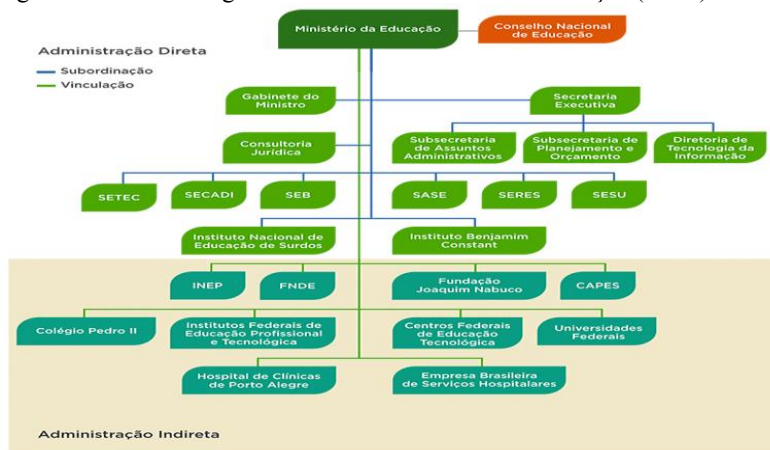 Ministério da Educação
Conselho Nacional
de Educação
Administração Direta
Subordinação
Vinculação
Gabinete do
Ministro
Secretaria
Executiva
Consultoria
Jurídica
Subsecretaria
de Assuntos
Administrativos
Subsecretaria de
Planejamento e
Orçamento
Diretoria de
Tecnologia da
Informação
SETEC
SECADI
SEB
SASE
SERES
SESU
Instituto Nacional de
Educação de Surdos
Instituto Benjamim
Constant
INEP
FNDE
Fundação
Joaquim Nabuco
CAPES
Colégio Pedro II
Institutos Federais de
Educação Profissional
e Tecnológica
Centros Federais
de Educação
Tecnológica
Universidades
Federais
Hospital de Clínicas
de Porto Alegre
Empresa Brasileira
de Serviços Hospitalares
Administração Indireta